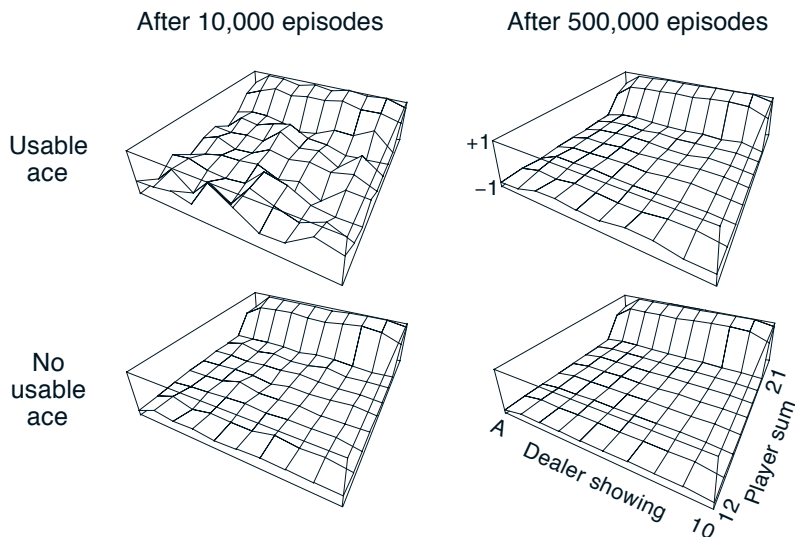 After 10,000 episodes
After 500,000 episodes
Usable
ace
+1
−1
No
usable
ace
A
Dealer showing
10
12
Player sum
21